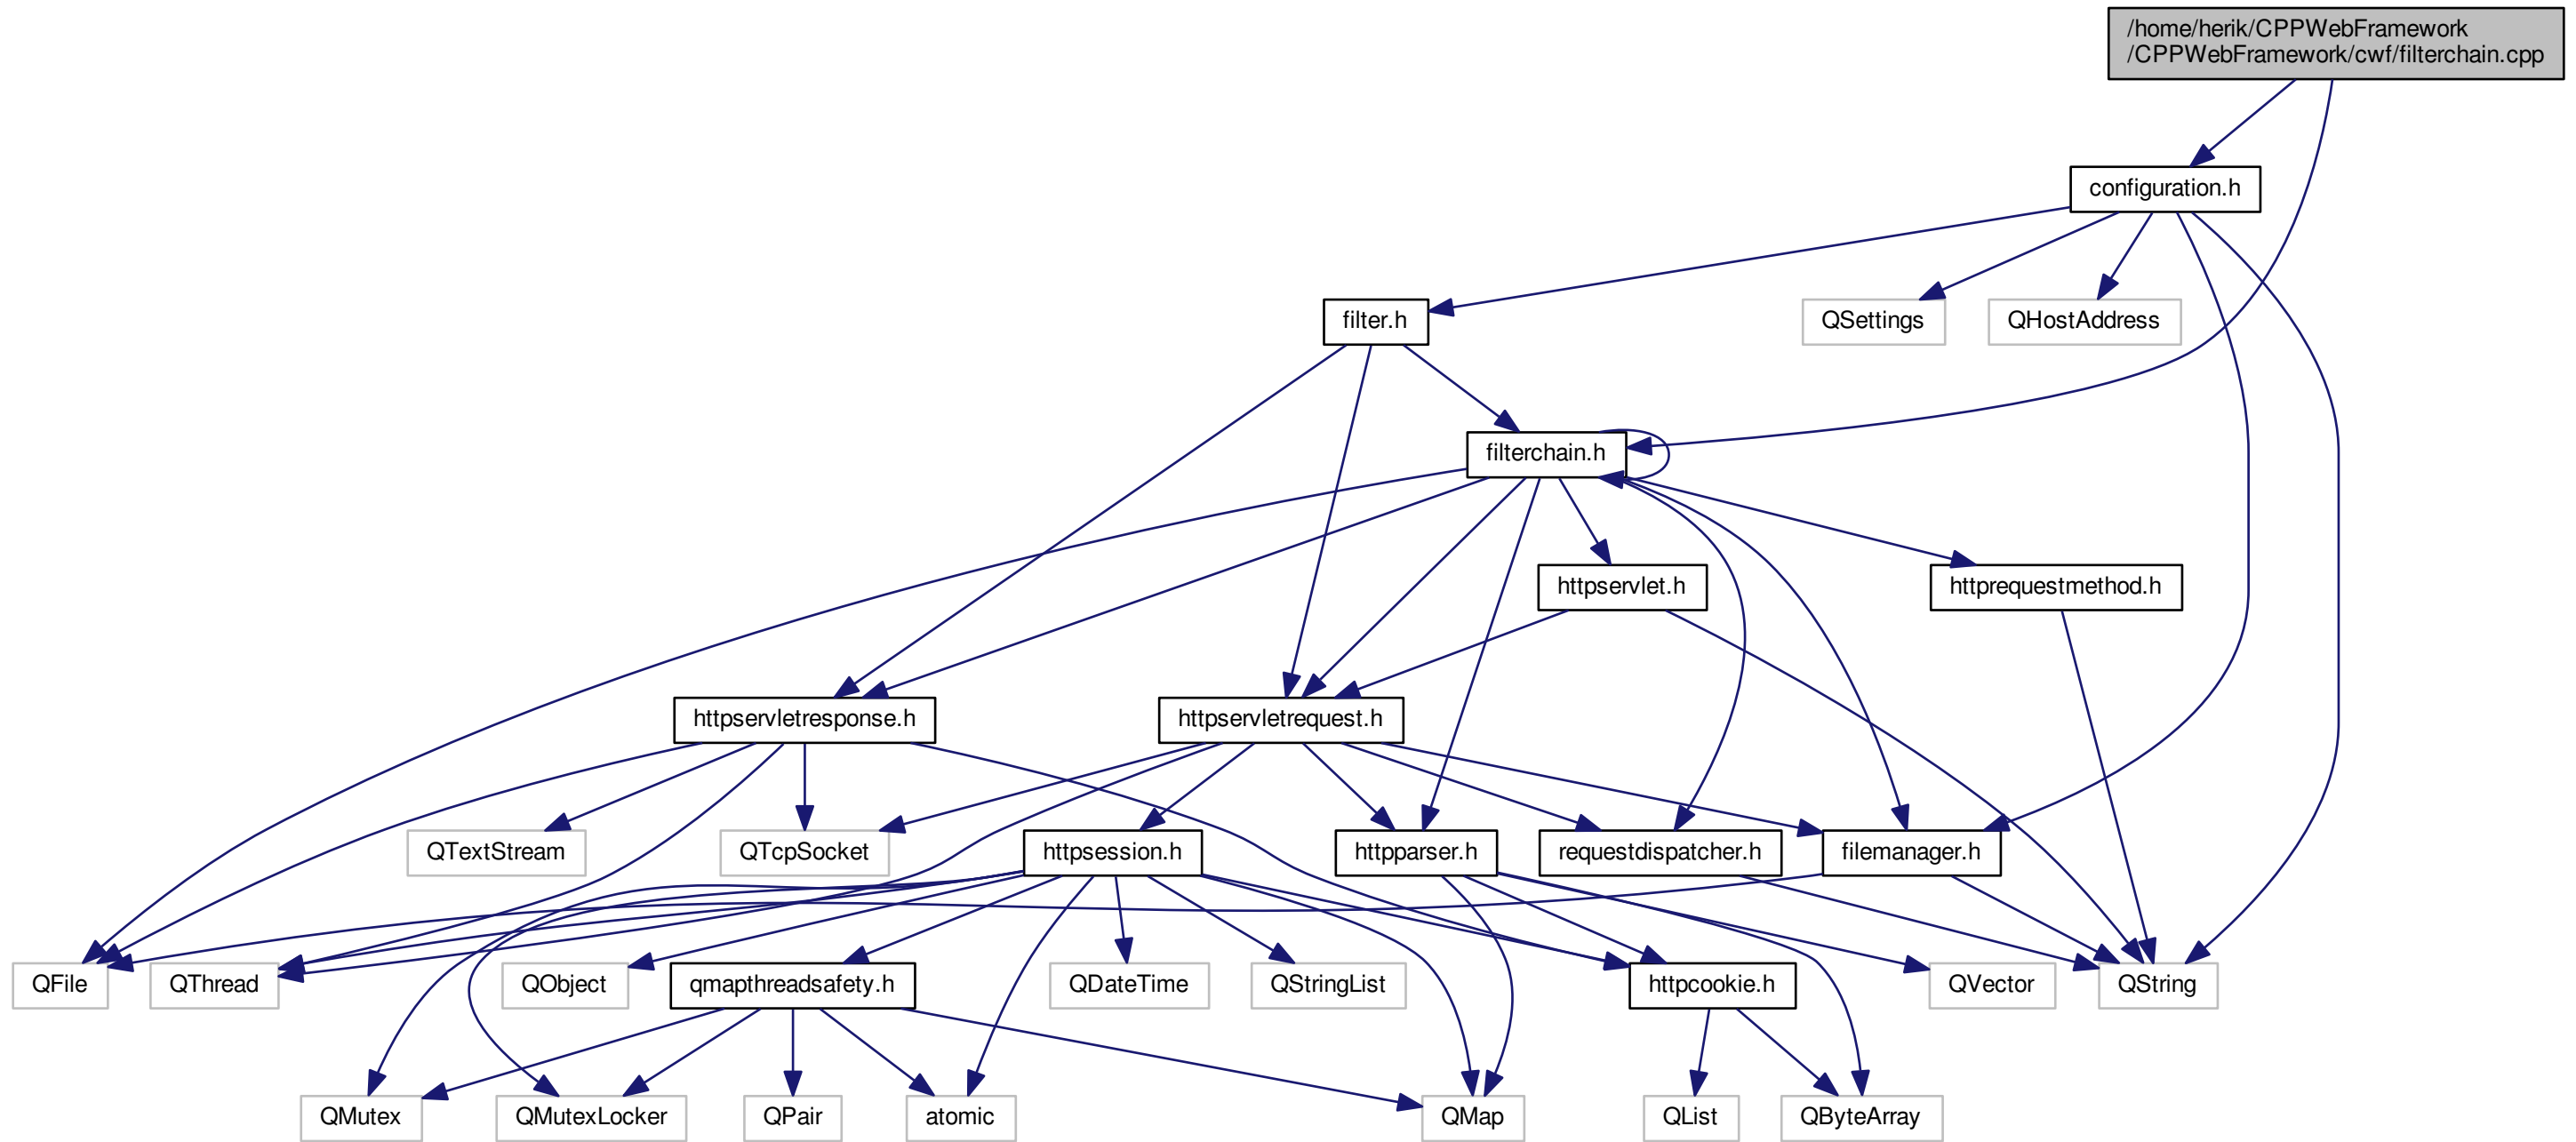 /home/herik/CPPWebFramework
/CPPWebFramework/cwf/filterchain.cpp
configuration.h
filter.h
QSettings
QHostAddress
filterchain.h
httpservlet.h
httprequestmethod.h
httpservletresponse.h
httpservletrequest.h
QTextStream
QTcpSocket
httpsession.h
httpparser.h
requestdispatcher.h
filemanager.h
QFile
QThread
QObject
qmapthreadsafety.h
QDateTime
QStringList
httpcookie.h
QVector
QString
QMutex
QMutexLocker
QPair
atomic
QMap
QList
QByteArray